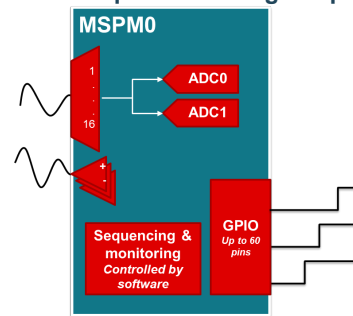 MSPM0
1
.
.
.
16
ADC0
ADC1
+
-
GPIO
Up to 60
pins
Sequencing &
monitoring
Controlled by
software